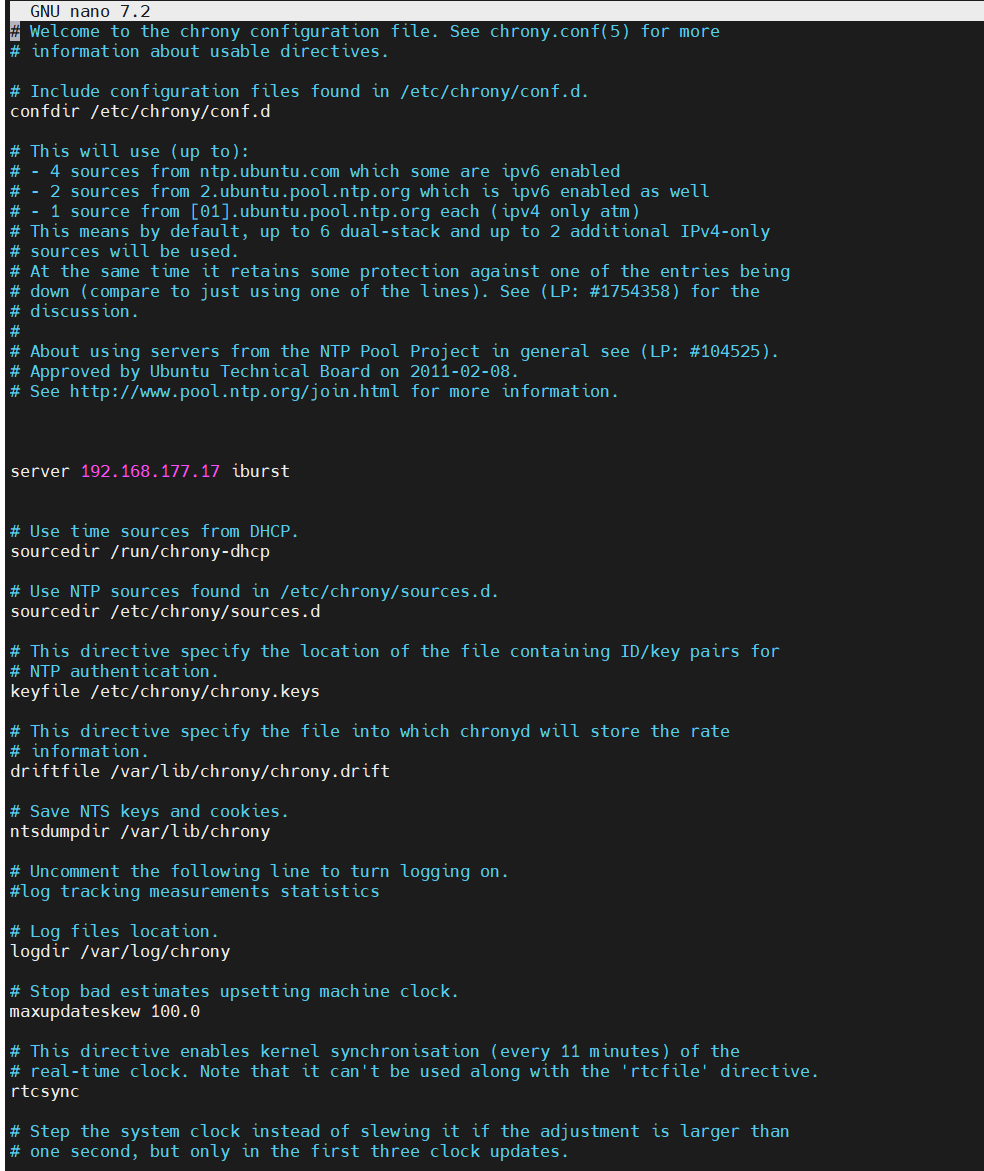 GNU nano 7.2
# Welcome to the chrony configuration file. See chrony.conf(5) for more
# information about usable directives.
# Include configuration files found in /etc/chrony/conf.d.
confdir /etc/chrony/conf.d
# This will use (up to):
# - 4 sources from ntp.ubuntu.com which some are ipv6 enabled
# - 2 sources from 2.ubuntu.pool.ntp.org which is ipv6 enabled as well
# - 1 source from [01].ubuntu.pool.ntp.org each (ipv4 only atm)
# This means by default, up to 6 dual-stack and up to 2 additional IPv4-only
# sources will be used.
# At the same time it retains some protection against one of the entries being
# down (compare to just using one of the lines). See (LP: #1754358) for the
# discussion.
#
# About using servers from the NTP Pool Project in general see (LP: #104525).
# Approved by Ubuntu Technical Board on 2011-02-08.
# See http://www.pool.ntp.org/join.html for more information.
server 192.168.177.17 iburst
# Use time sources from DHCP.
sourcedir /run/chrony-dhcp
# Use NTP sources found in /etc/chrony/sources.d.
sourcedir /etc/chrony/sources.d
# This directive specify the location of the file containing ID/key pairs for
# NTP authentication.
keyfile /etc/chrony/chrony.keys
# This directive specify the file into which chronyd will store the rate
# information.
driftfile /var/lib/chrony/chrony.drift
# Save NTS keys and cookies.
ntsdumpdir /var/lib/chrony
# Uncomment the following line to turn logging on.
#log tracking measurements statistics
# Log files location.
logdir /var/log/chrony
# Stop bad estimates upsetting machine clock.
maxupdateskew 100.0
# This directive enables kernel synchronisation (every 11 minutes) of the
# real-time clock. Note that it can't be used along with the 'rtcfile' directive.
rtcsync
# Step the system clock instead of slewing it if the adjustment is larger than
# one second, but only in the first three clock updates.